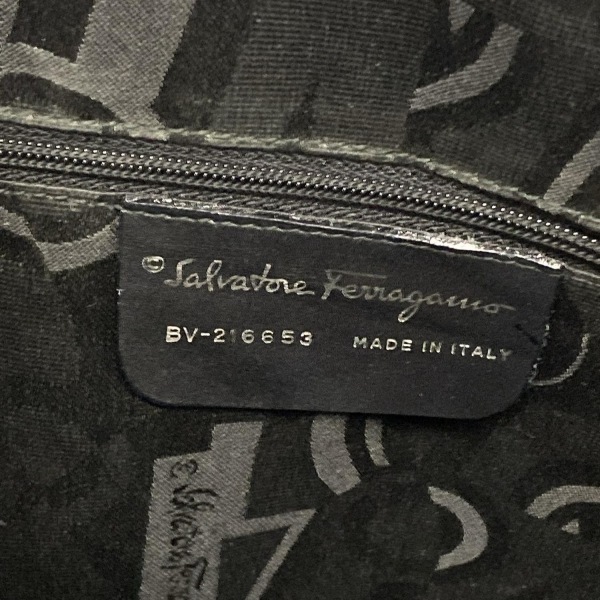 © Salvatore Ferragamo
BV-216653 MADE IN ITALY